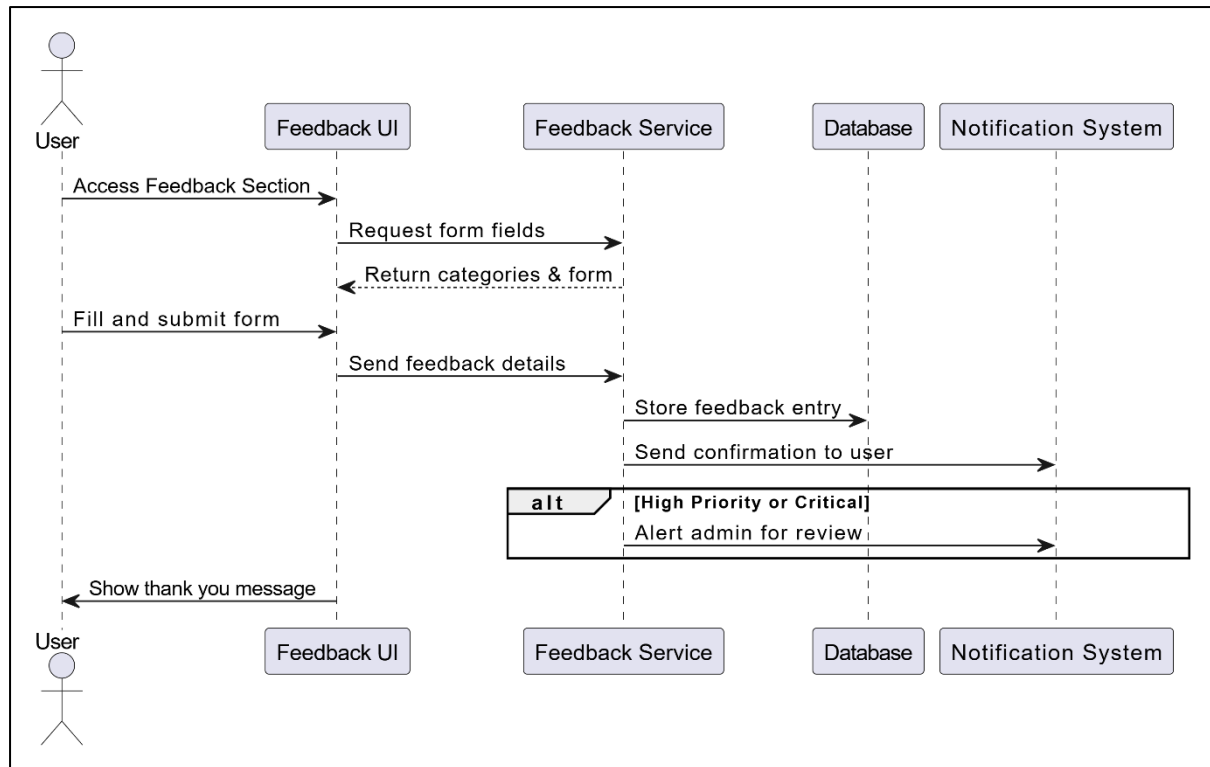 User
Feedback UI
Feedback Service
Database
Notification System
Access Feedback Section
Request form fields
Return categories & form
Fill and submit form
Send feedback details
Store feedback entry
Send confirmation to user
alt
[High Priority or Critical]
Alert admin for review
Show thank you message
User
Feedback UI
Feedback Service
Database
Notification System